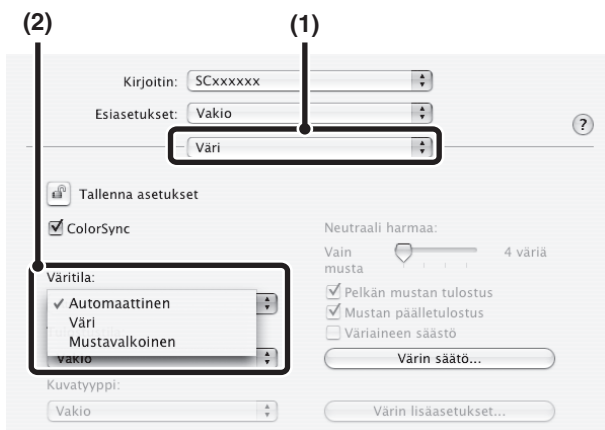 (2) (1)
Kirjoitin: SCxxxxxx
Esiasetukset: Vakio
?
Väri
Tallenna asetukset
ColorSync
Neutraali harmaa:
Vain musta
4 väriä
Väritila:
Automaattinen
Väri
Mustavalkoinen
Vakio
Pelkän mustan tulostus
Mustan päälletulostus
Väriaineen säästö
Värin säätö...
Kuvatyyppi:
Vakio
Värin lisäasetukset...